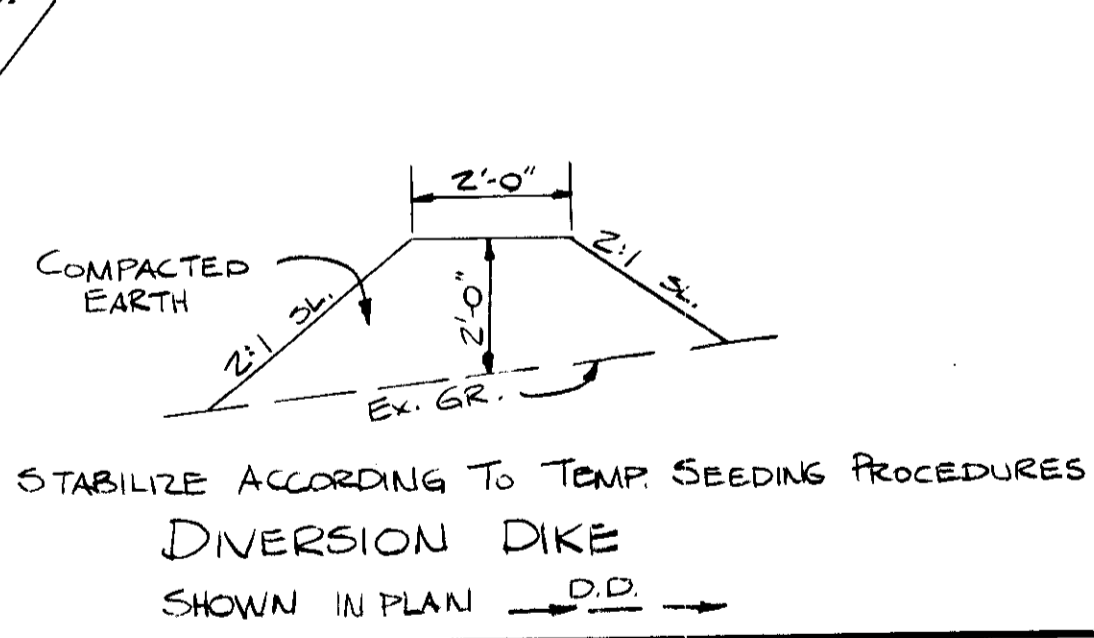 2'-0"
COMPACTED
EARTH
2:1 SL.
2'-0"
2:1 SL.
EX. GR.
STABILIZE ACCORDING TO TEMP. SEEDING PROCEDURES
DIVERSION DIKE
SHOWN IN PLAN D.D.